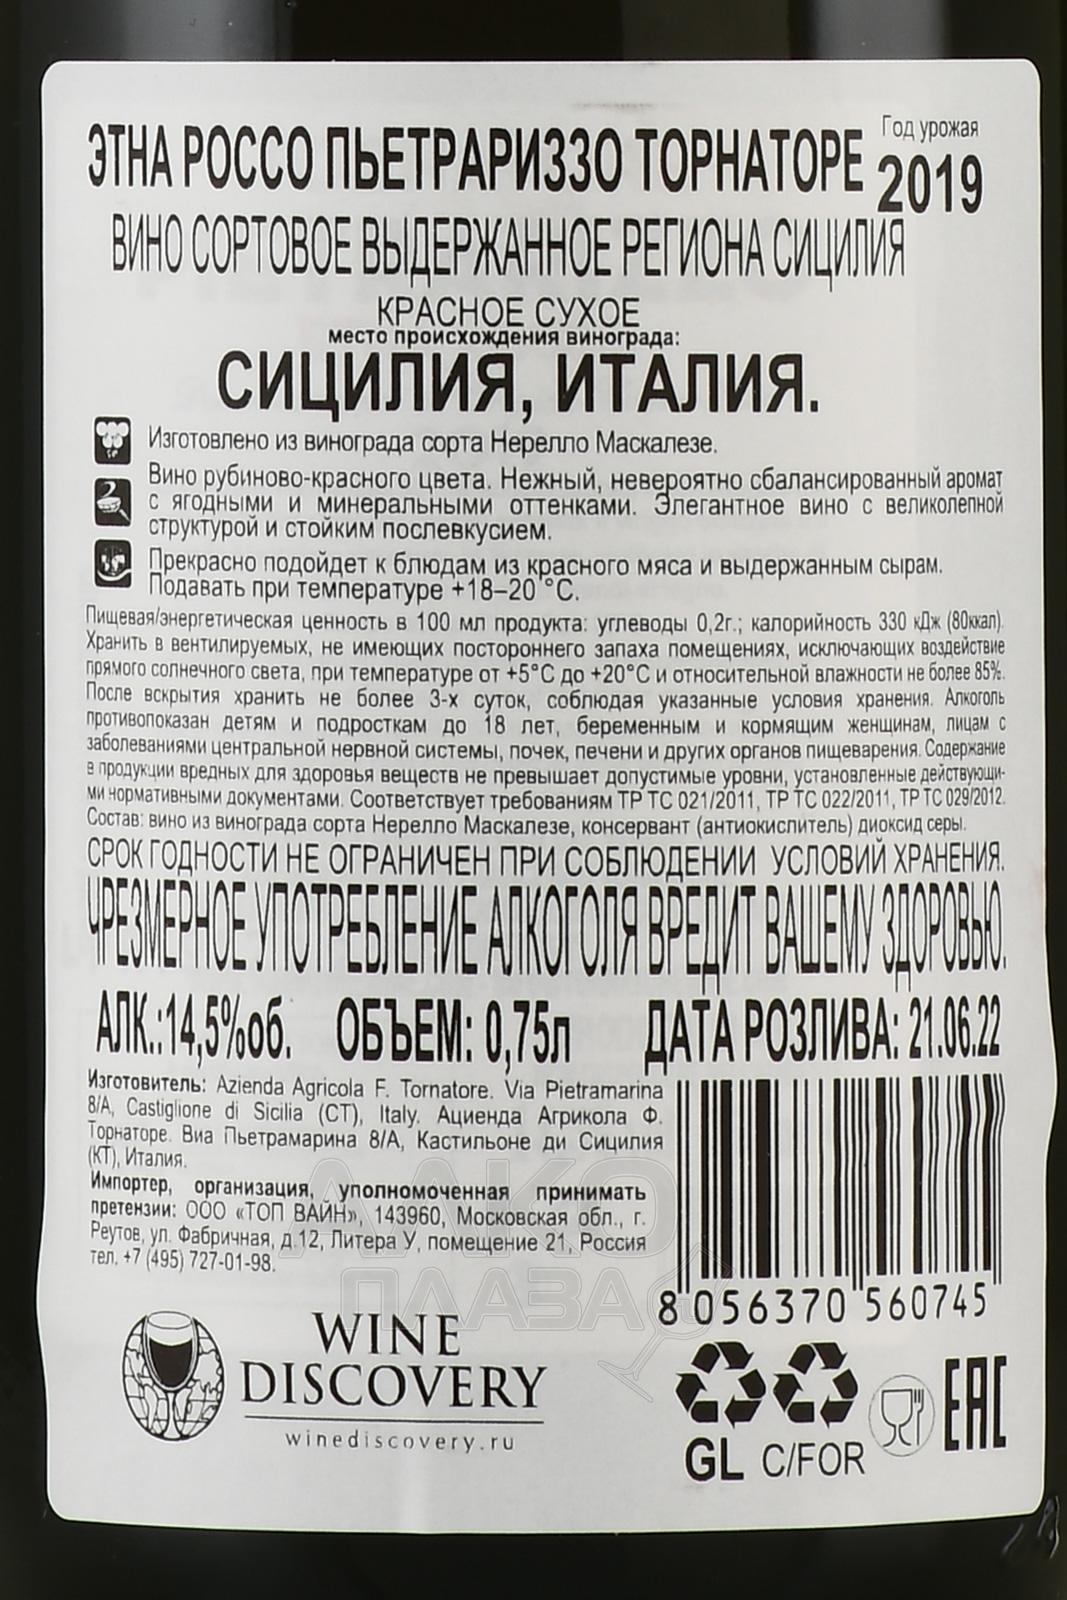 ЭТНА РОССО ПЬЕТРАРИЗЗО ТОРНАТОРЕ
Год урожая
2019
ВИНО СОРТОВОЕ ВЫДЕРЖАННОЕ РЕГИОНА СИЦИЛИЯ
КРАСНОЕ СУХОЕ
место происхождения винограда:
СИЦИЛИЯ, ИТАЛИЯ.
Изготовлено из винограда сорта Нерелло Маскалезе.
Вино рубиново-красного цвета. Нежный, невероятно сбалансированный аромат
с ягодными и минеральными оттенками. Элегантное вино с великолепной
структурой и стойким послевкусием.
Прекрасно подойдет к блюдам из красного мяса и выдержанным сырам.
Подавать при температуре +18–20 °С.
Пищевая/энергетическая ценность в 100 мл продукта: углеводы 0,2г.; калорийность 330 кДж (80ккал).
Хранить в вентилируемых, не имеющих постороннего запаха помещениях, исключающих воздействие
прямого солнечного света, при температуре от +5°С до +20°С и относительной влажности не более 85%.
После вскрытия хранить не более 3-х суток, соблюдая указанные условия хранения. Алкоголь
противопоказан детям и подросткам до 18 лет, беременным и кормящим женщинам, лицам с
заболеваниями центральной нервной системы, почек, печени и других органов пищеварения. Содержание
в продукции вредных для здоровья веществ не превышает допустимые уровни, установленные действующи-
ми нормативными документами. Соответствует требованиям ТР ТС 021/2011, ТР ТС 022/2011, ТР ТС 029/2012.
Состав: вино из винограда сорта Нерелло Маскалезе, консервант (антиокислитель) диоксид серы.
СРОК ГОДНОСТИ НЕ ОГРАНИЧЕН ПРИ СОБЛЮДЕНИИ УСЛОВИЙ ХРАНЕНИЯ.
ЧРЕЗМЕРНОЕ УПОТРЕБЛЕНИЕ АЛКОГОЛЯ ВРЕДИТ ВАШЕМУ ЗДОРОВЬЮ.
АЛК.:14,5%об. ОБЪЕМ: 0,75л ДАТА РОЗЛИВА: 21.06.22
Изготовитель: Azienda Agricola F. Tornatore. Via Pietramarina
8/A, Castiglione di Sicilia (CT), Italy. Ациенда Агрикола Ф.
Торнаторе. Виа Пьетрамарина 8/А, Кастильоне ди Сицилия
(КТ), Италия.
Импортер, организация, уполномоченная принимать
претензии: ООО «ТОП ВАЙН», 143960, Московская обл., г.
Реутов, ул. Фабричная, д.12, Литера У, помещение 21, Россия
тел. +7 (495) 727-01-98.
АЛКО
ПЛАЗА
8 056370 560745
WINE
DISCOVERY
winediscovery.ru
GL C/FOR
EAC